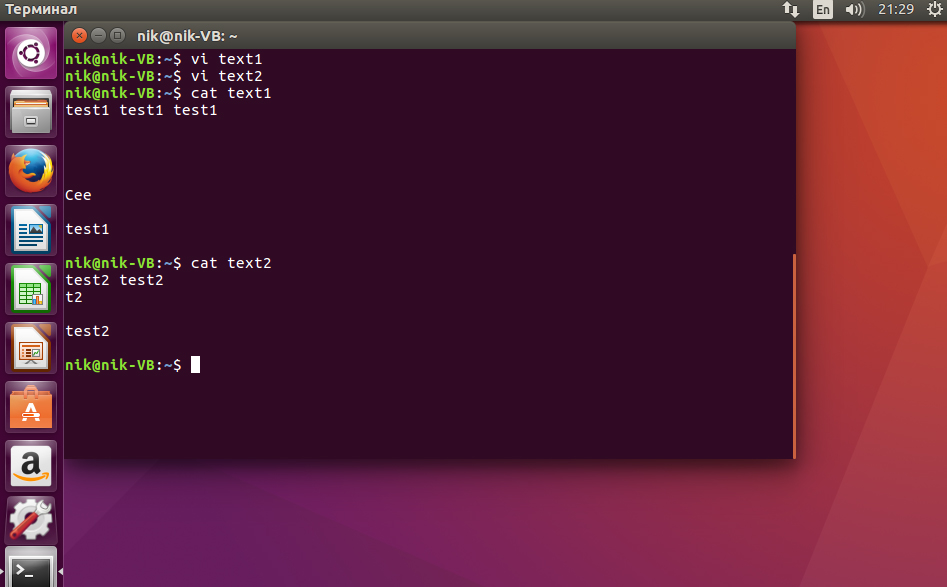 Терминал
En
21:29
nik@nik-VB: ~
nik@nik-VB:~$ vi text1
nik@nik-VB:~$ vi text2
nik@nik-VB:~$ cat text1
test1 test1 test1
Cee
test1
nik@nik-VB:~$ cat text2
test2 test2
t2
test2
nik@nik-VB:~$